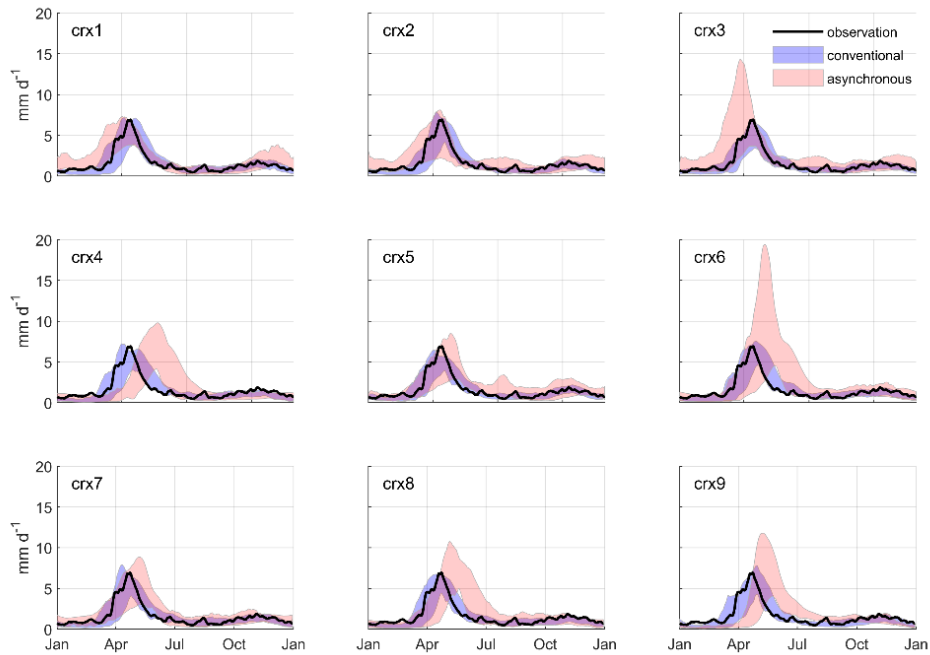 20
15
10
5
0
mm d⁻¹
crx1
crx2
crx3
observation
conventional
asynchronous
20
15
10
5
0
mm d⁻¹
crx4
crx5
crx6
20
15
10
5
0
mm d⁻¹
crx7
crx8
crx9
Jan Apr Jul Oct Jan
Jan Apr Jul Oct Jan
Jan Apr Jul Oct Jan